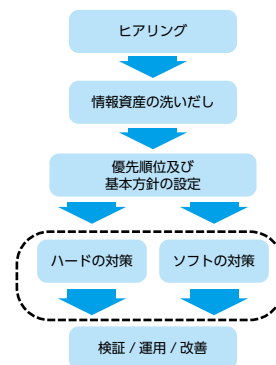 ヒアリング
情報資産の洗いだし
優先順位及び
基本方針の設定
ハードの対策
ソフトの対策
検証 / 運用 / 改善